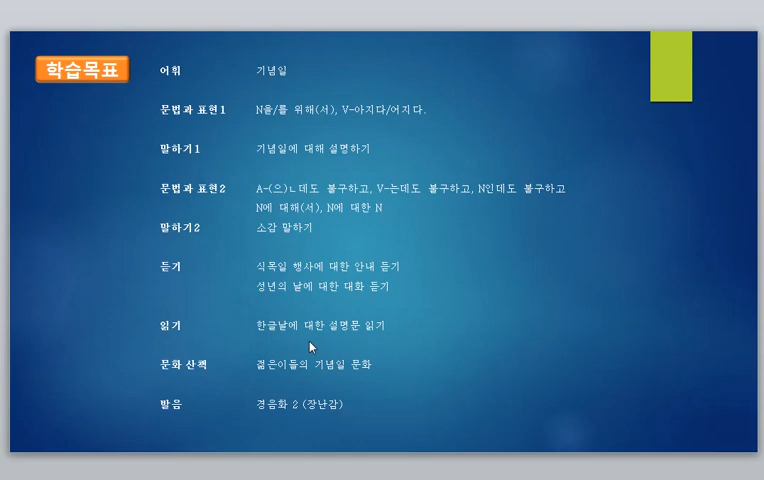 학습목표
어휘 기념일
문법과 표현1 N을/를 위해(서), V-아지다/어지다.
말하기1 기념일에 대해 설명하기
문법과 표현2 A-(으)ㄴ데도 불구하고, V-는데도 불구하고, N인데도 불구하고
N에 대해(서), N에 대한 N
말하기2 소감 말하기
듣기 식목일 행사에 대한 안내 듣기
성년의 날에 대한 대화 듣기
읽기 한글날에 대한 설명문 읽기
문화 산책 젊은이들의 기념일 문화
발음 경음화 2 (장난감)